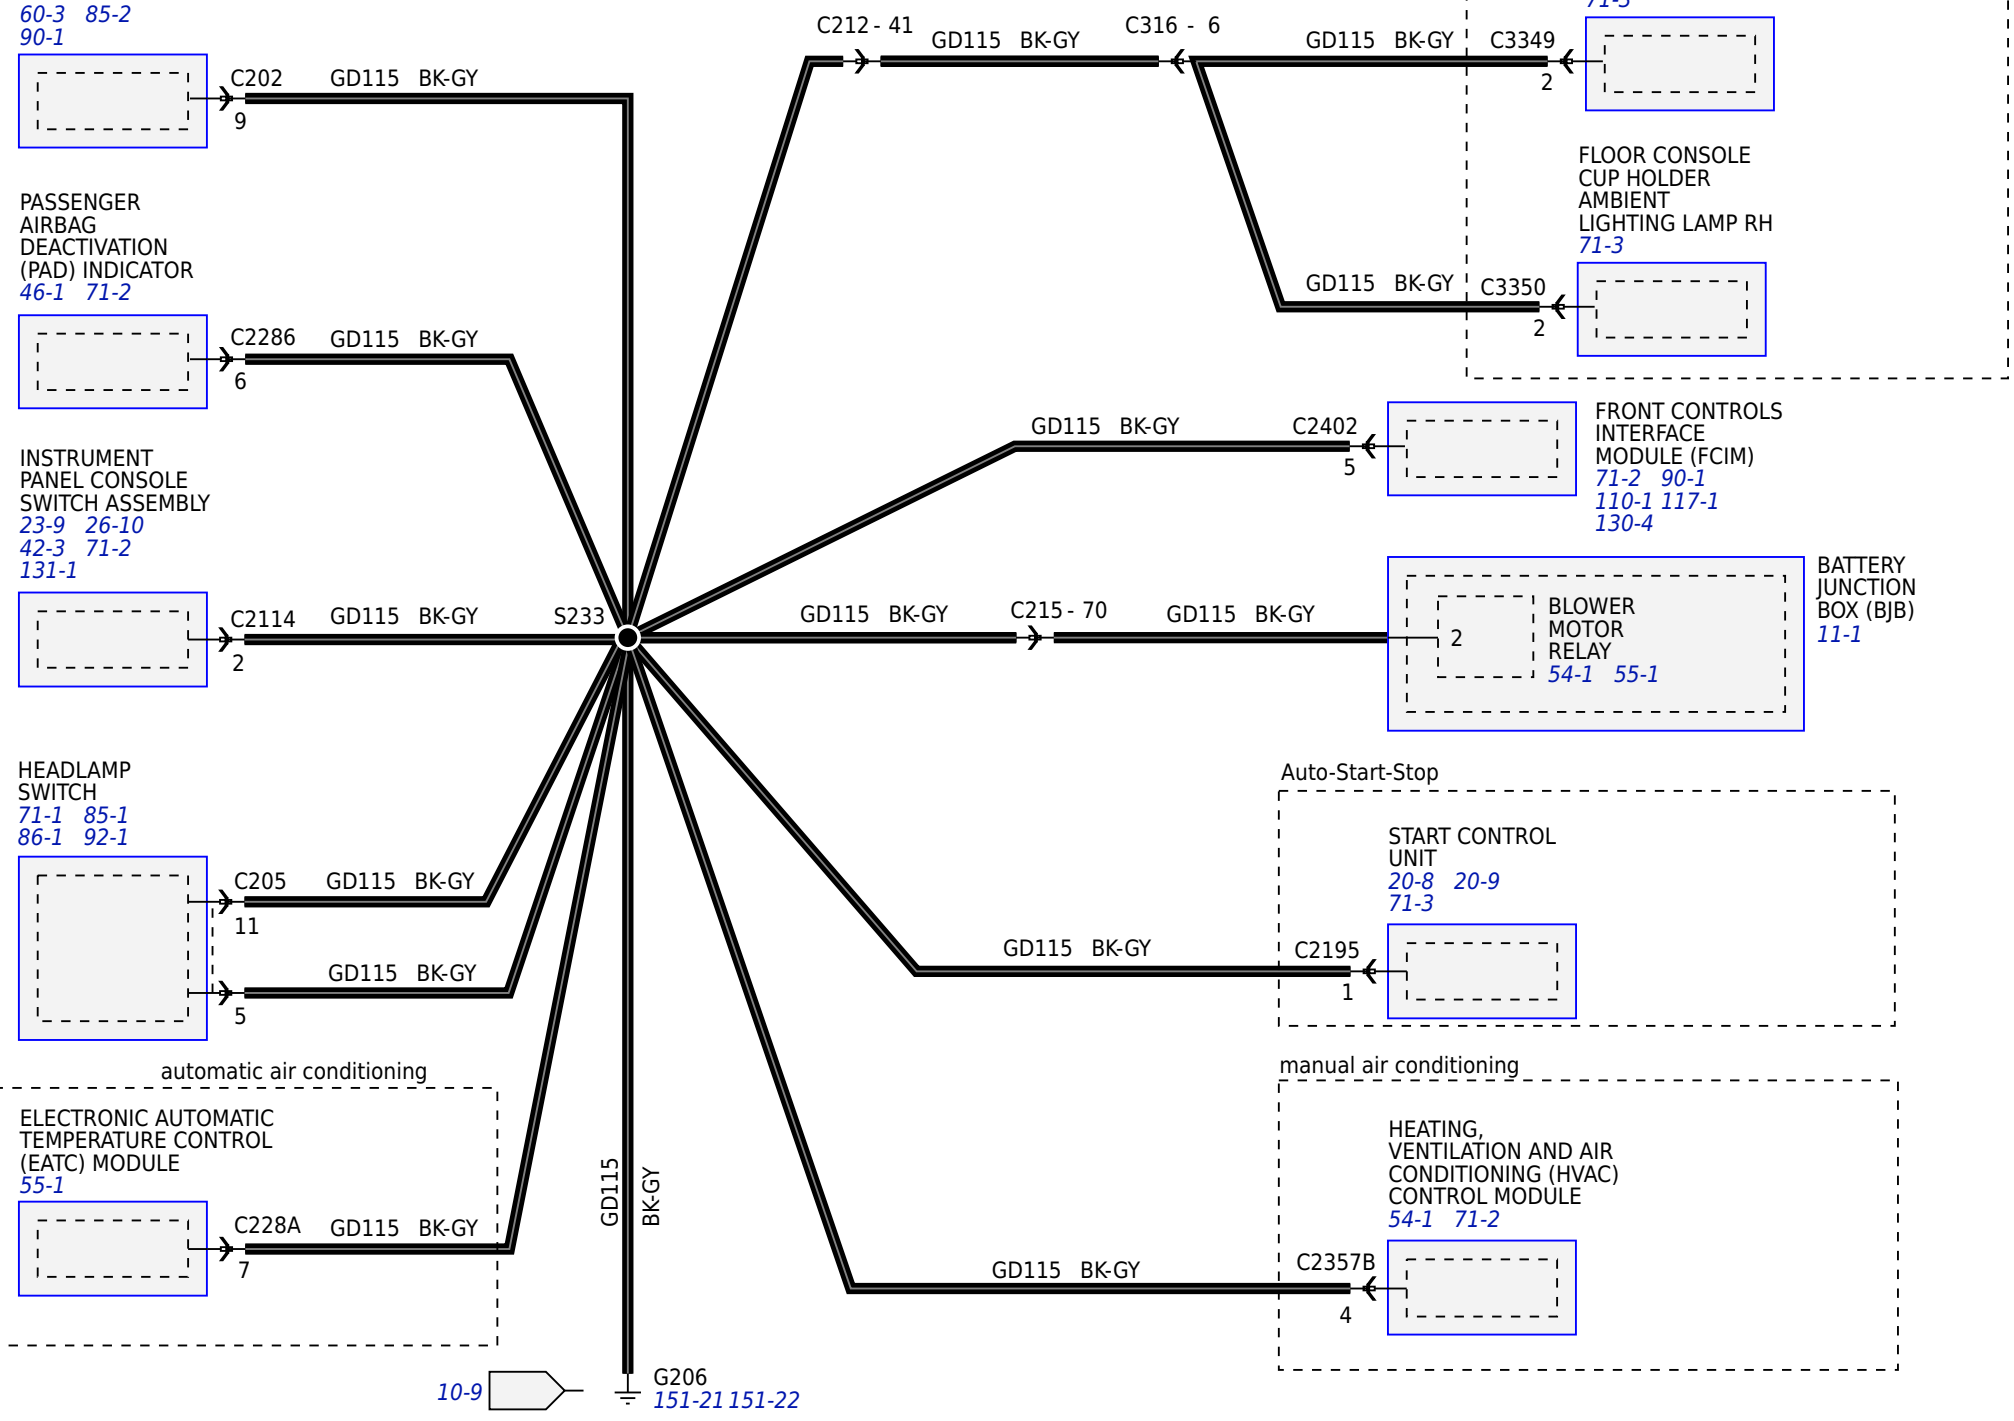 60-3 85-2
90-1
C202 GD115 BK-GY
9
PASSENGER
AIRBAG
DEACTIVATION
(PAD) INDICATOR
46-1 71-2
C2286 GD115 BK-GY
6
INSTRUMENT
PANEL CONSOLE
SWITCH ASSEMBLY
23-9 26-10
42-3 71-2
131-1
C2114 GD115 BK-GY
2
S233
HEADLAMP
SWITCH
71-1 85-1
86-1 92-1
C205 GD115 BK-GY
11
GD115 BK-GY
5
automatic air conditioning
ELECTRONIC AUTOMATIC
TEMPERATURE CONTROL
(EATC) MODULE
55-1
C228A GD115 BK-GY
7
GD115
BK-GY
10-9
G206
151-21 151-22
C212 - 41
GD115 BK-GY
C316 - 6
GD115 BK-GY
C3349
2
71-3
FLOOR CONSOLE
CUP HOLDER
AMBIENT
LIGHTING LAMP RH
71-3
GD115 BK-GY
C3350
2
GD115 BK-GY
C2402
5
FRONT CONTROLS
INTERFACE
MODULE (FCIM)
71-2 90-1
110-1 117-1
130-4
GD115 BK-GY
C215 - 70
GD115 BK-GY
2
BLOWER
MOTOR
RELAY
54-1 55-1
BATTERY
JUNCTION
BOX (BJB)
11-1
Auto-Start-Stop
START CONTROL
UNIT
20-8 20-9
71-3
GD115 BK-GY
C2195
1
manual air conditioning
HEATING,
VENTILATION AND AIR
CONDITIONING (HVAC)
CONTROL MODULE
54-1 71-2
GD115 BK-GY
C2357B
4